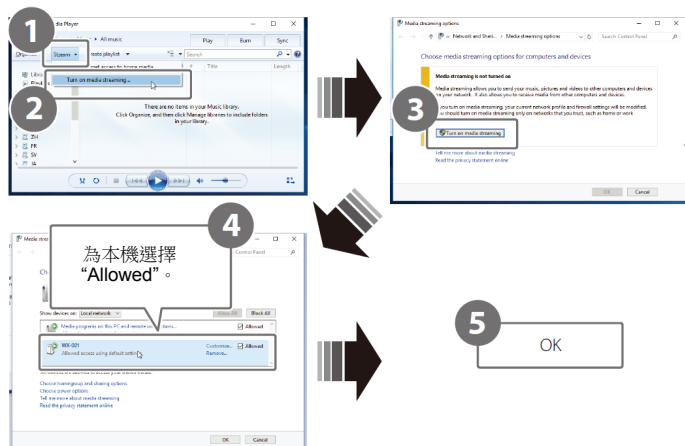 1
dia Player
All music
Play
Burn
Sync
Stream
reate playlist
Search
Title
Length
Turn on media streaming...
2
There are no items in your Music library.
Click Organize, and then click Manage libraries to include folders
in your library.
ZH
FR
SV
JA
Media streaming options
Network and Shari...
Media streaming options
Search Control Panel
Choose media streaming options for computers and devices
Media streaming is not turned on
Media streaming allows you to send your music, pictures and videos to other computers and devices
on your network. It also allows you to receive media from other computers and devices.
you turn on media streaming, your current network profile and firewall settings will be modified.
ou should turn on media streaming only on networks that you trust, such as home or work
3
Turn on media streaming
Tell me more about media streaming
Read the privacy statement online
OK
Cancel
4
Media strea
Control Panel
為本機選擇
“Allowed”。
Ch
Show devices on:
Local network
Allow All
Block All
Media programs on this PC and remote
Allowed
WX-021
Allowed access using default settings
Customize...
Allowed
Remove...
Choose homegroup and sharing options
Choose power options
Tell me more about media streaming
Read the privacy statement online
OK
Cancel
5
OK